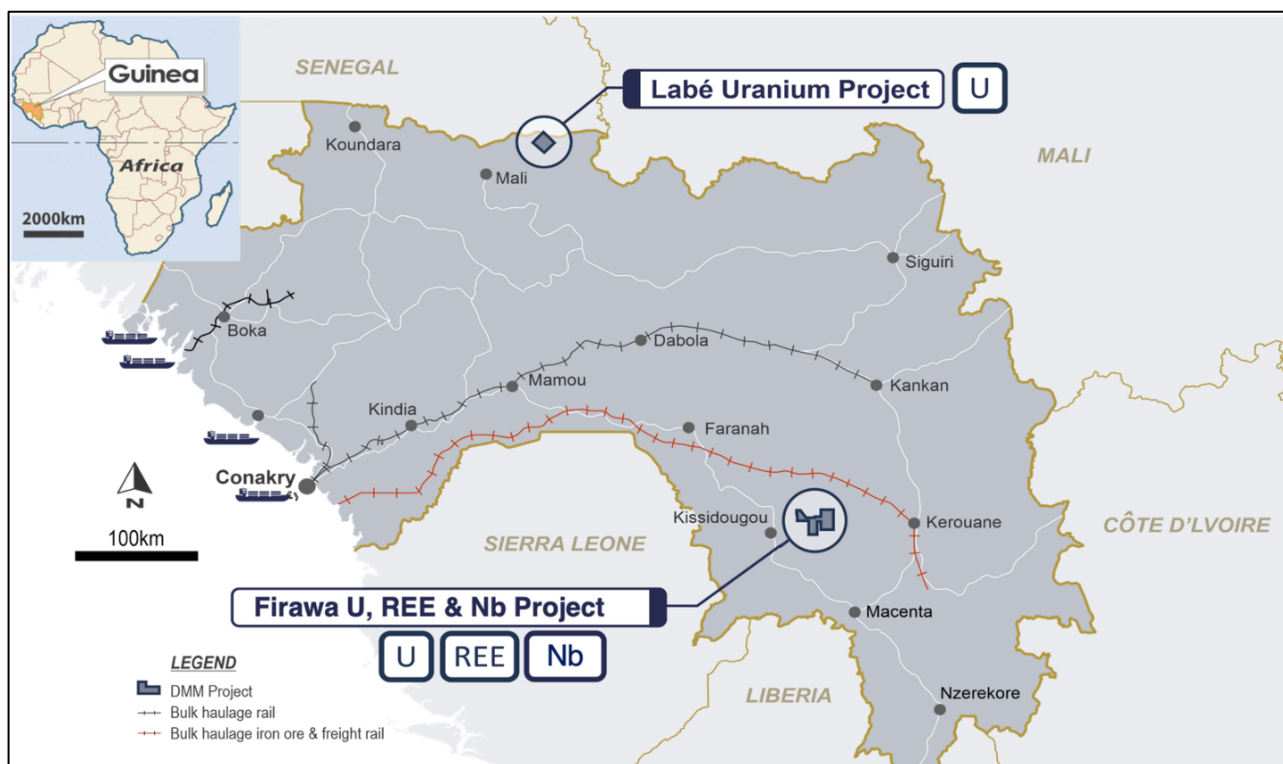 Guinea
Africa
2000km
SENEGAL
Labé Uranium Project
U
MALI
Koundara
Mali
Siguiri
Boka
Dabola
Mamou
Kankan
Kindia
Faranah
Conakry
N
100km
Kissidougou
Kerouane
SIERRA LEONE
CÔTE D'LVOIRE
Firawa U, REE & Nb Project
U
REE
Nb
Macenta
LEGEND
DMM Project
Bulk haulage rail
Bulk haulage iron ore & freight rail
LIBERIA
Nzerekore